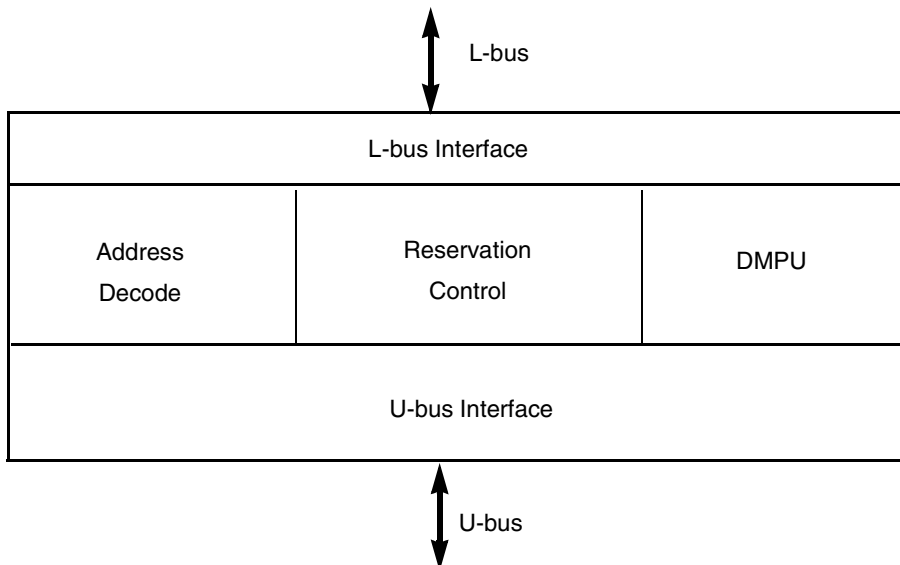 L-bus
L-bus Interface
Address
Decode
Reservation
Control
DMPU
U-bus Interface
U-bus